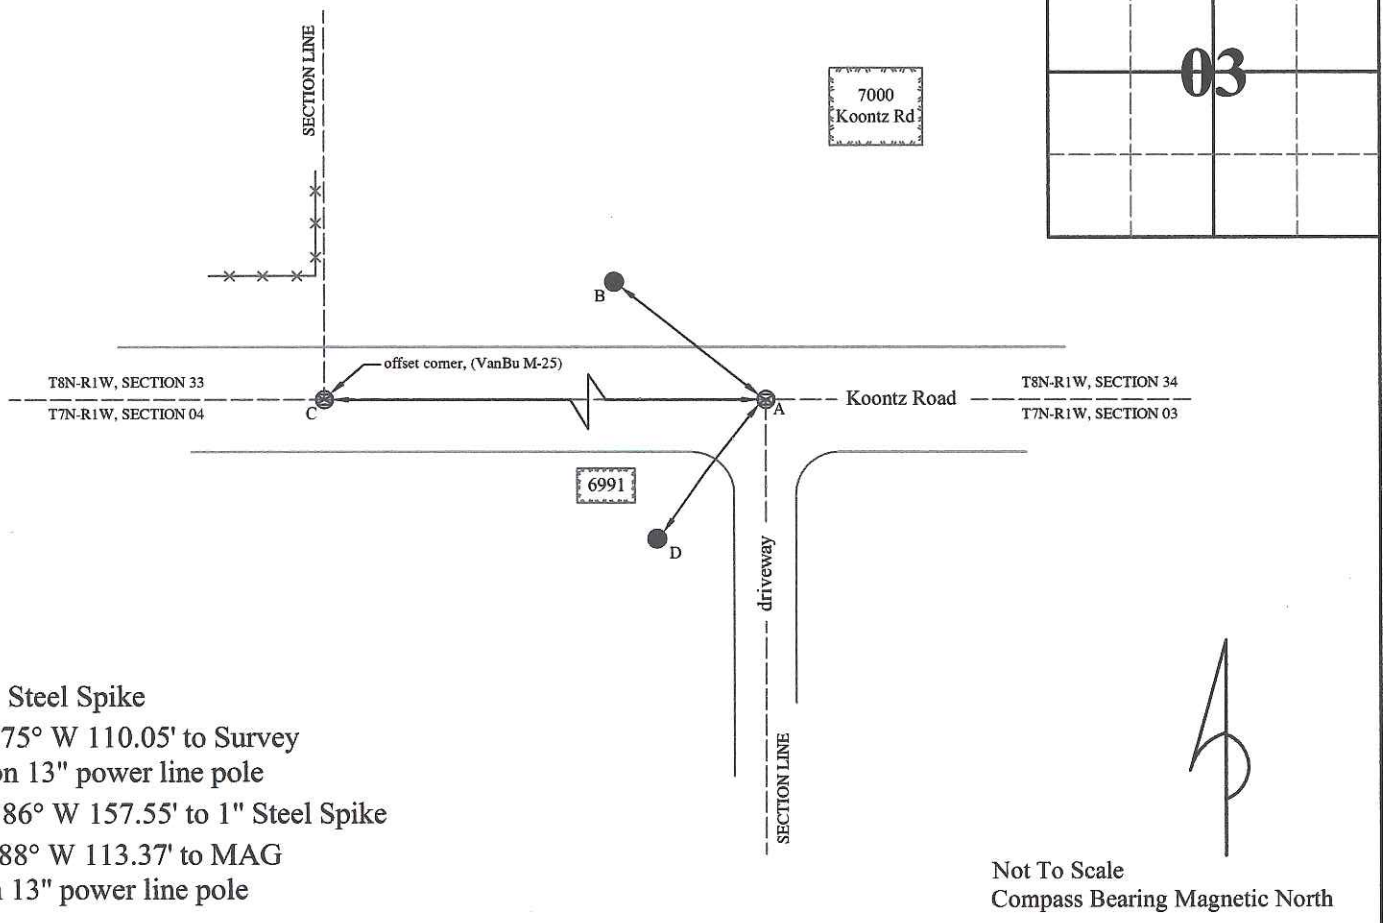 SECTION LINE
7000
Koontz Rd
03
B
offset corner, (VanBu M-25)
T8N-R1W, SECTION 33
T7N-R1W, SECTION 04
C
A
Koontz Road
T8N-R1W, SECTION 34
T7N-R1W, SECTION 03
6991
D
driveway
SECTION LINE
Steel Spike
75° W 110.05' to Survey
on 13" power line pole
86° W 157.55' to 1" Steel Spike
88° W 113.37' to MAG
13" power line pole
Not To Scale
Compass Bearing Magnetic North